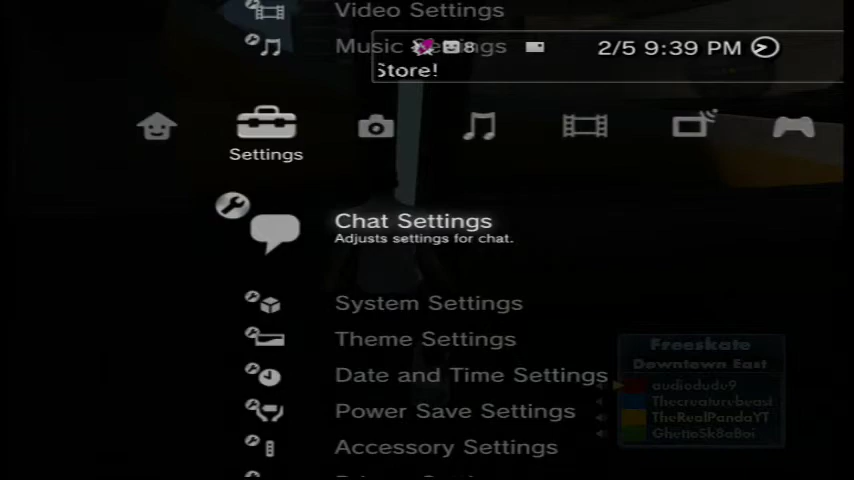 Video Settings
Music Settings
8
2/5 9:39 PM
Store!
Settings
Chat Settings
Adjusts settings for chat.
System Settings
Theme Settings
Date and Time Settings
Power Save Settings
Accessory Settings
Freeskate
Downtown East
audiodude9
Thecreaturebeast
TheRealPandaYT
GhettoSk8aBoi